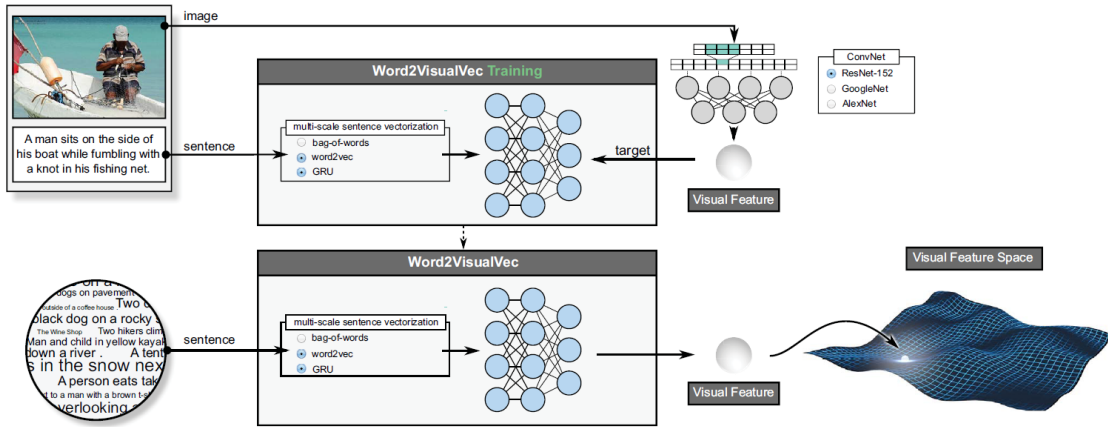 image
Word2VisualVec Training
ConvNet
ResNet-152
GoogleNet
AlexNet
A man sits on the side of
his boat while fumbling with
a knot in his fishing net.
sentence
multi-scale sentence vectorization
bag-of-words
word2vec
GRU
target
Visual Feature
Word2VisualVec
Visual Feature Space
dogs on pavement
outside of a coffee house Two
black dog on a rocky
The Wine Shop Two hikers clim
Man and child in yellow kayak
down a river . A tent
s in the snow nex
A person eats tak
to a man with a brown t-s
verlooking
sentence
multi-scale sentence vectorization
bag-of-words
word2vec
GRU
Visual Feature